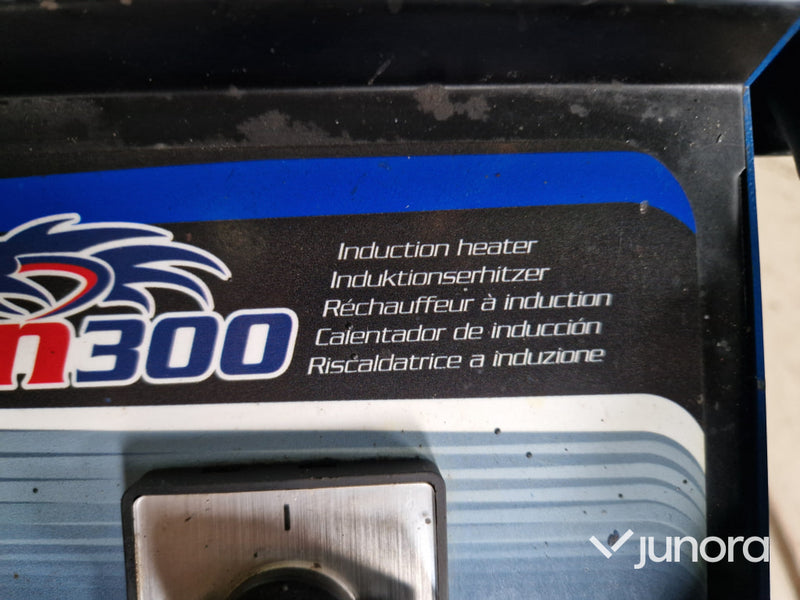 n300
Induction heater
Induktionserhitzer
Réchauffeur à induction
Calentador de inducción
Riscaldatrice a induzione
I
junora